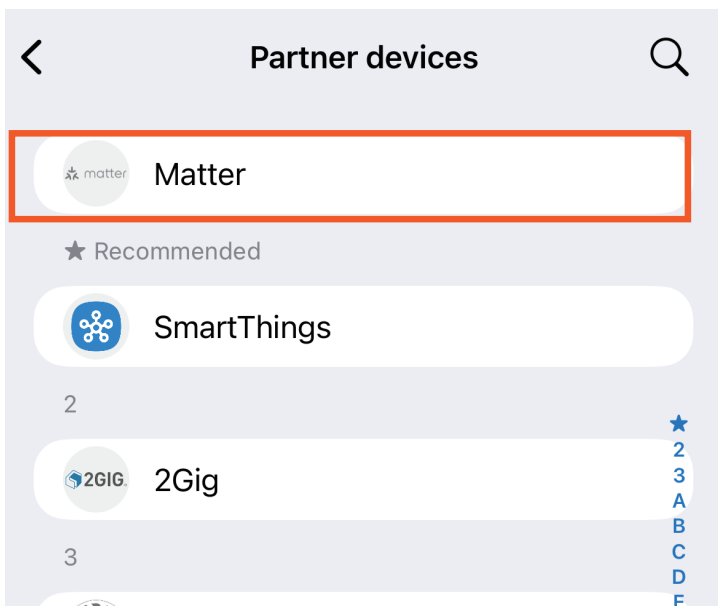 Partner devices
matter Matter
★ Recommended
SmartThings
2
2GIG. 2Gig
3
★
2
3
A
B
C
D
E